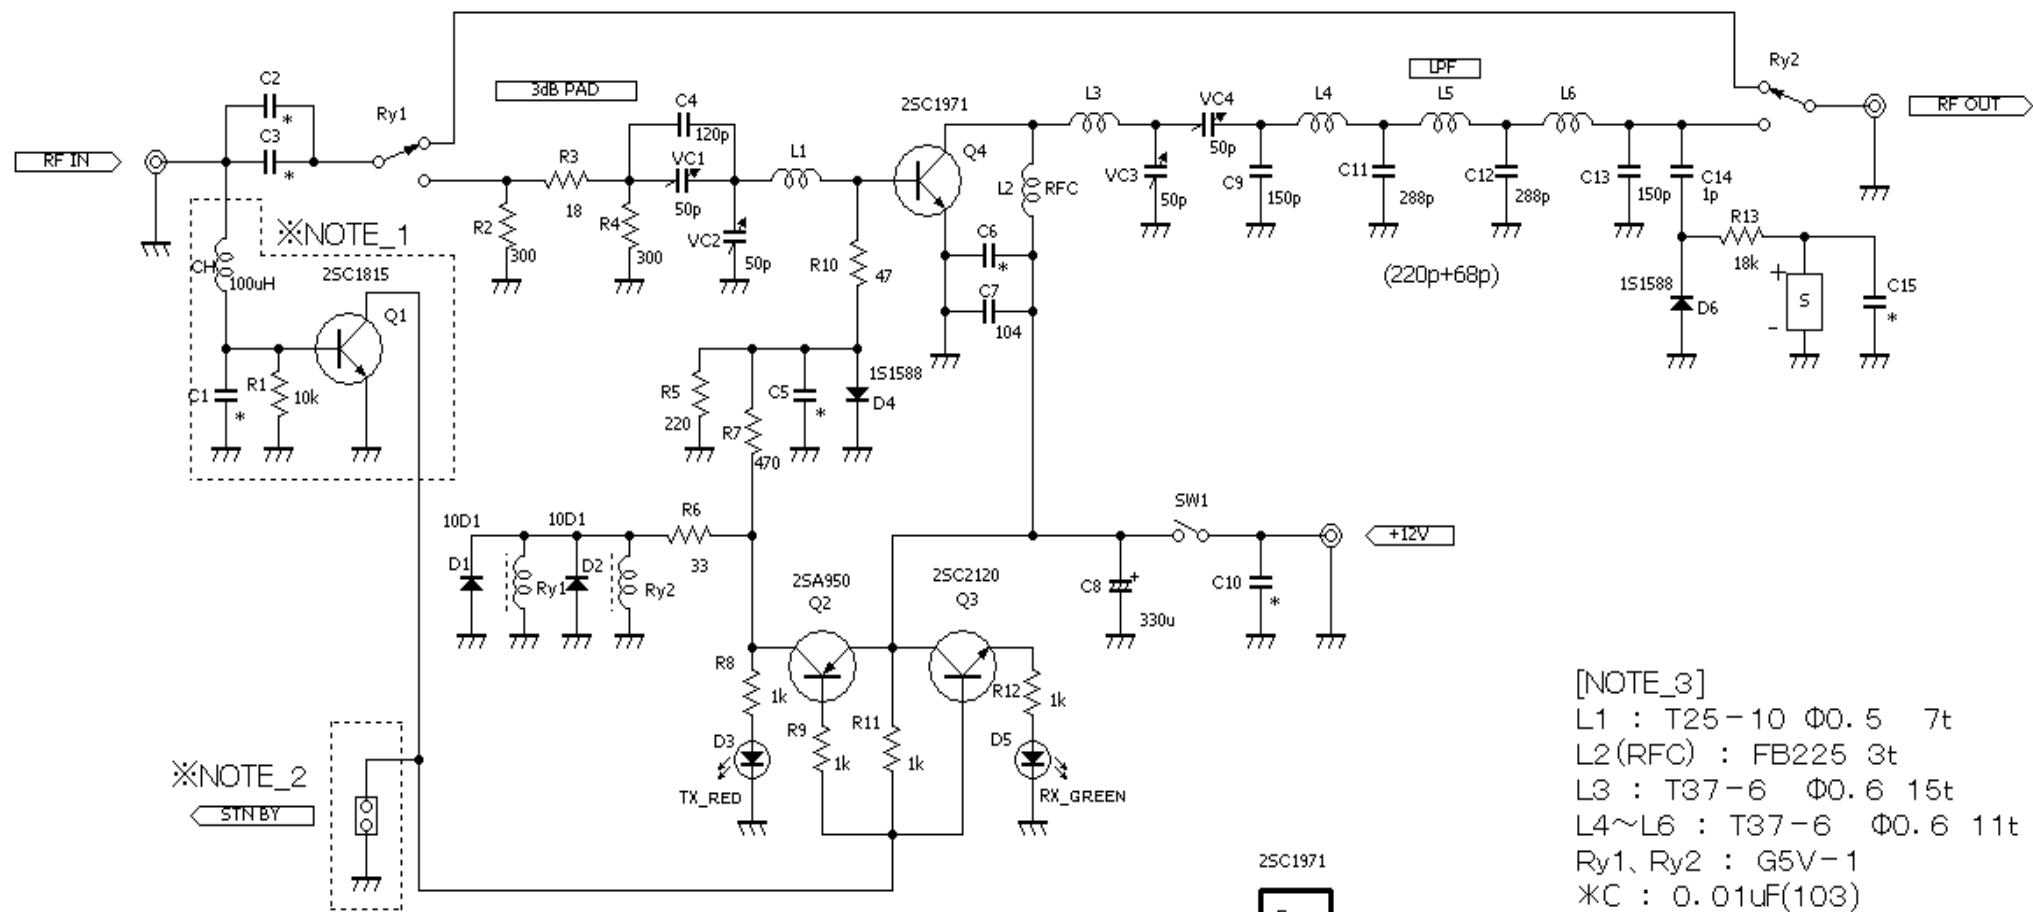 C2
*
C3
*
RF IN
Ry1
3dB PAD
C4
120p
R3
18
VC1
50p
L1
2SC1971
Q4
L3
VC4
50p
L4
LPF
L5
L6
Ry2
RF OUT
R2
300
R4
300
VC2
50p
R10
47
L2
RFC
VC3
50p
C9
150p
C11
288p
C12
288p
C13
150p
C14
1p
※NOTE_1
CH
100uH
2SC1815
Q1
C6
*
C7
104
(220p+68p)
R13
18k
1S1588
D6
+
S
-
C15
*
C1
*
R1
10k
R5
220
R7
470
C5
*
1S1588
D4
10D1
D1
Ry1
10D1
D2
Ry2
R6
33
2SA950
Q2
2SC2120
Q3
SW1
+12V
C8
+
330u
C10
*
R8
1k
R9
1k
R11
1k
R12
1k
D3
TX_RED
D5
RX_GREEN
※NOTE_2
STN BY
2SC1971
[NOTE_3]
L1 : T25-10 Φ0.5 7t
L2(RFC) : FB225 3t
L3 : T37-6 Φ0.6 15t
L4~L6 : T37-6 Φ0.6 11t
Ry1、Ry2 : G5V-1
*C : 0.01uF(103)